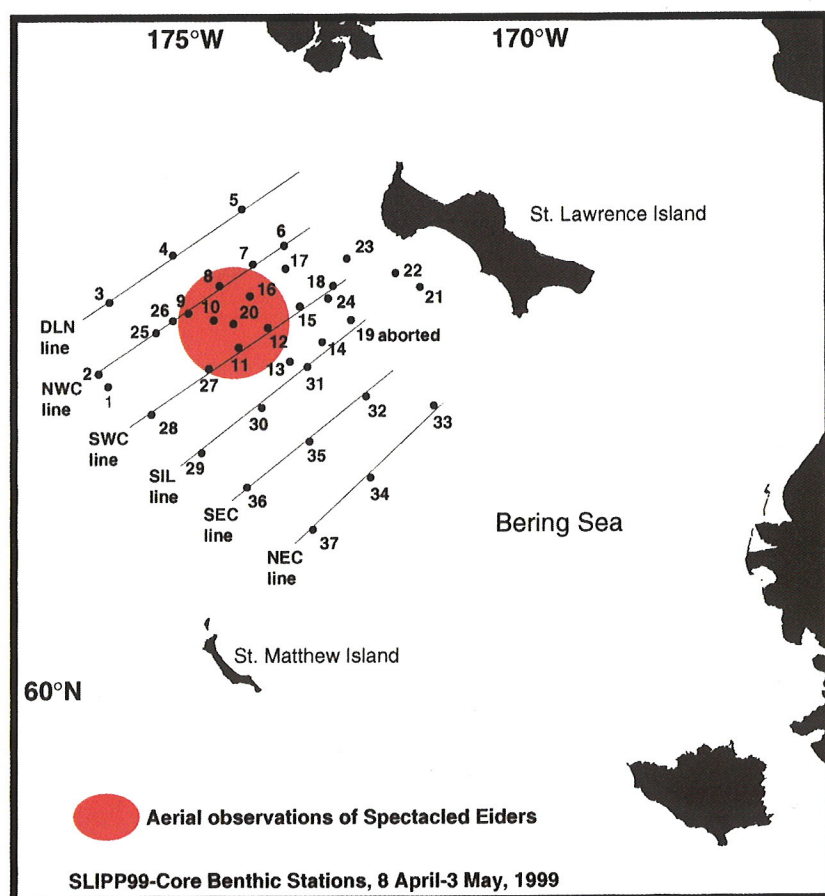 175°W 170°W
St. Lawrence Island
5
6
23
4
7
17
22
8
18
21
3
16
24
9
26
10
20
15
DLN
line
25
12
19 aborted
14
11
13
2
27
31
NWC
line
1
32
33
28
30
SWC
line
35
29
SIL
line
34
36
SEC
line
Bering Sea
37
NEC
line
St. Matthew Island
60°N
Aerial observations of Spectacled Eiders
SLIPP99-Core Benthic Stations, 8 April-3 May, 1999